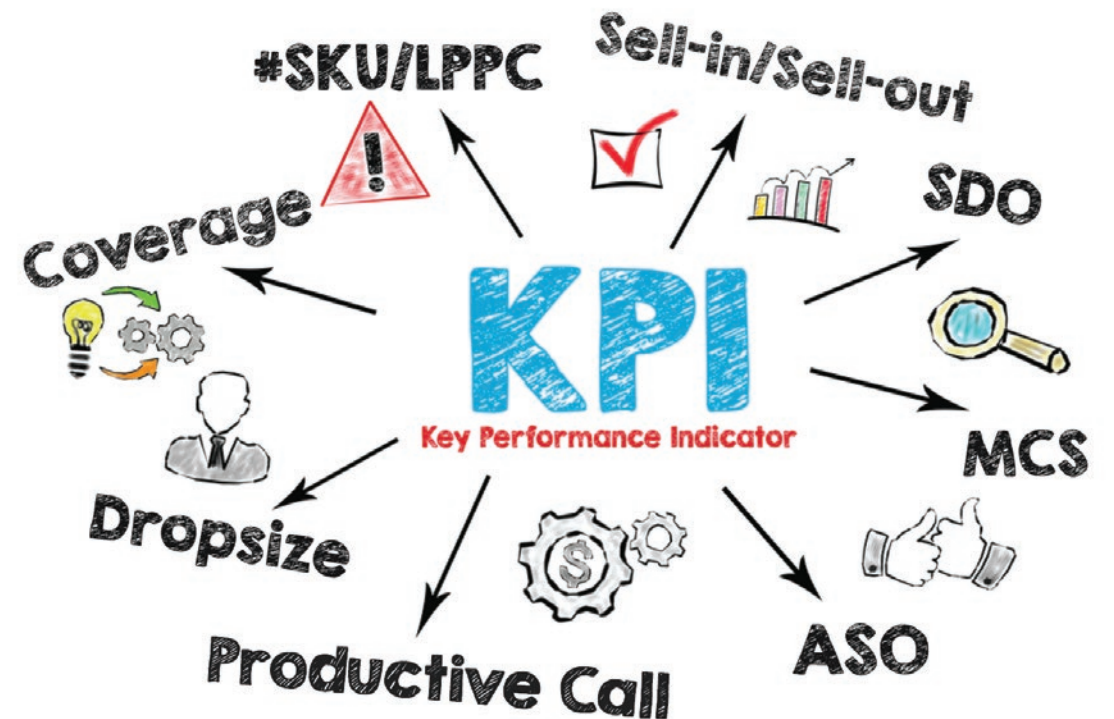 #SKU/LPPC
Sell-in/Sell-out
SDO
Coverage
KPI
Key Performance Indicator
MCS
Dropsize
Productive Call
ASO
$